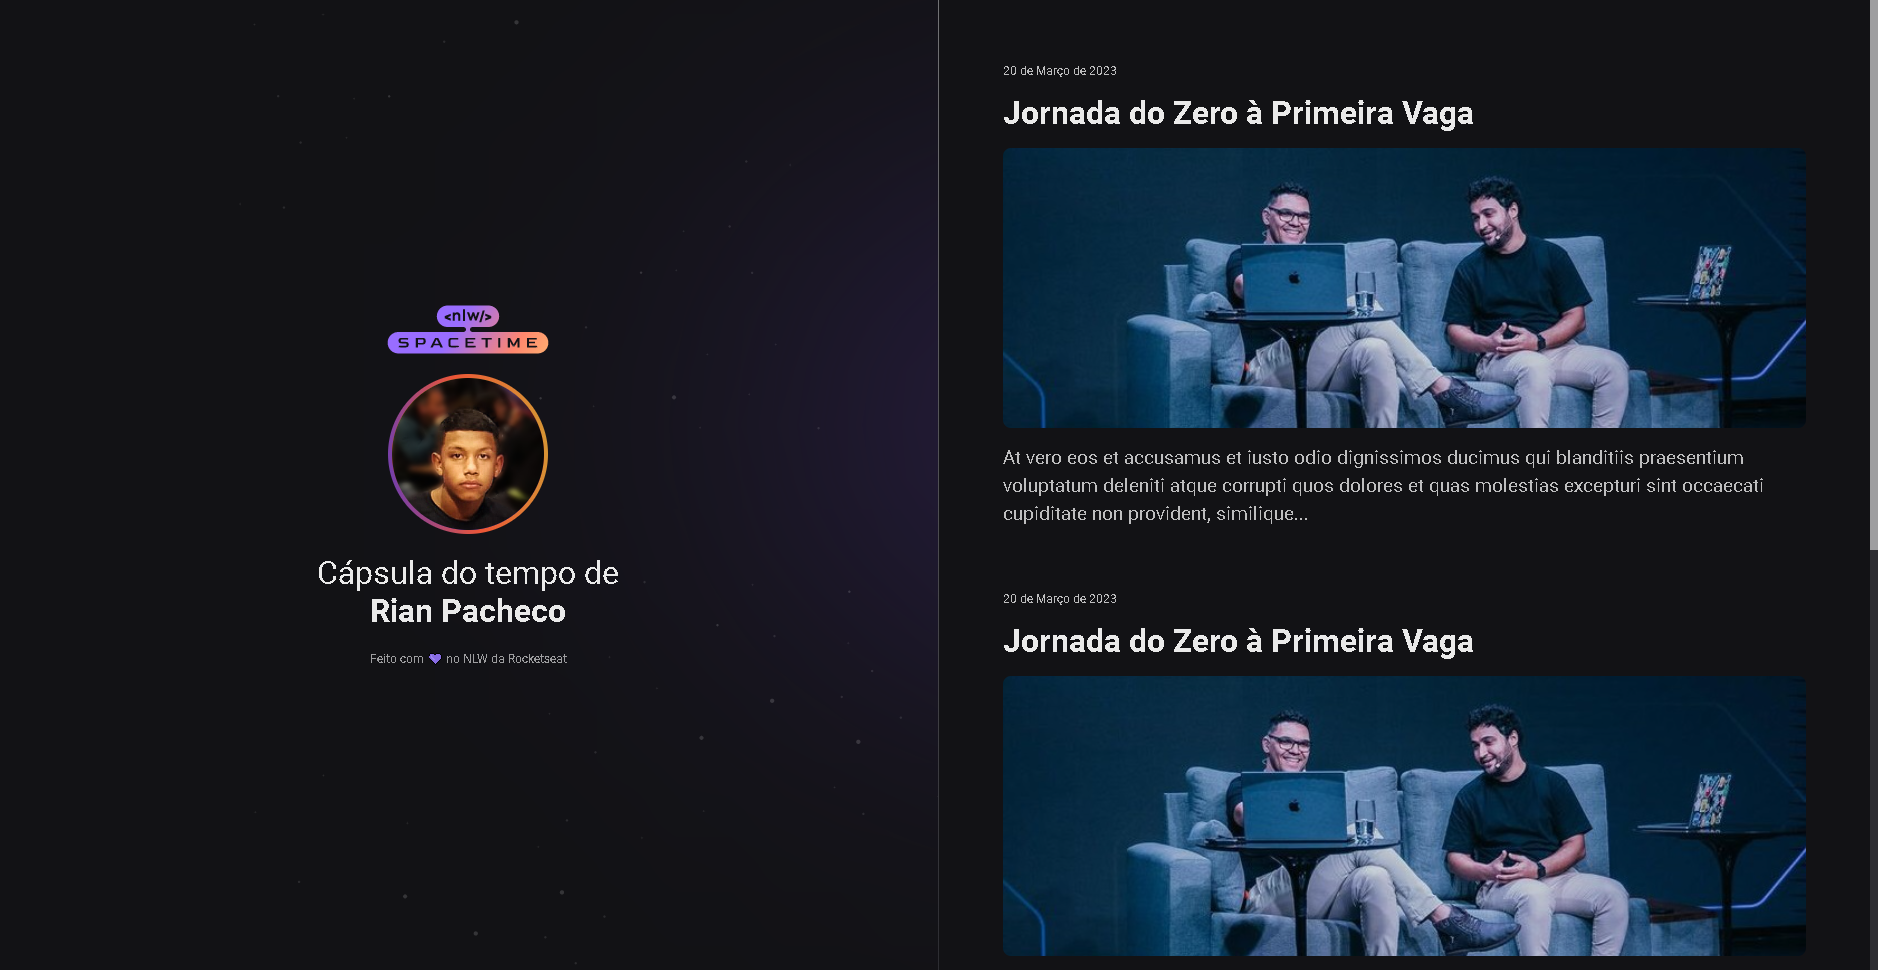 <nlw/>
SPACETIME
Cápsula do tempo de
Rian Pacheco
Feito com 💜 no NLW da Rocketseat
20 de Março de 2023
Jornada do Zero à Primeira Vaga
At vero eos et accusamus et iusto odio dignissimos ducimus qui blanditiis praesentium
voluptatum deleniti atque corrupti quos dolores et quas molestias excepturi sint occaecati
cupiditate non provident, similique...
20 de Março de 2023
Jornada do Zero à Primeira Vaga